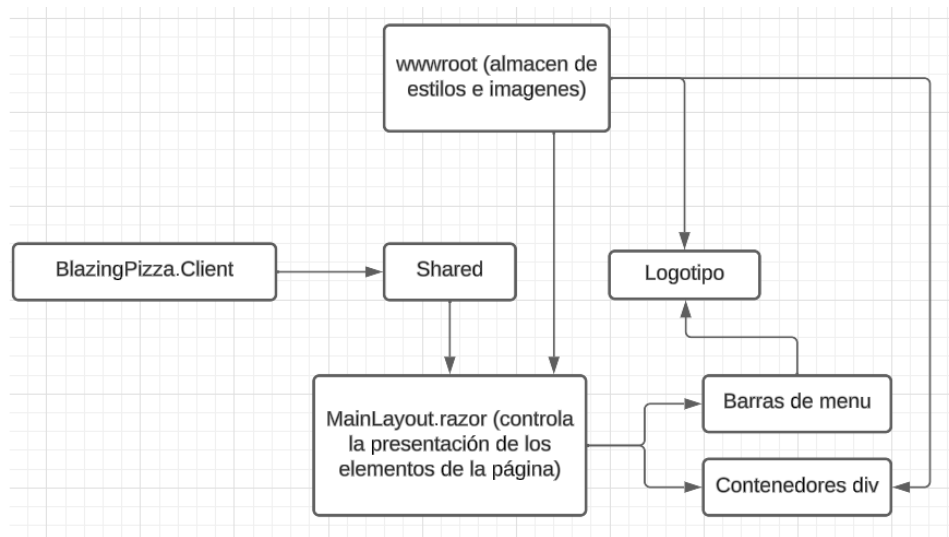 wwwroot (almacen de
estilos e imagenes)
BlazingPizza.Client
Shared
Logotipo
MainLayout.razor (controla
la presentación de los
elementos de la página)
Barras de menu
Contenedores div